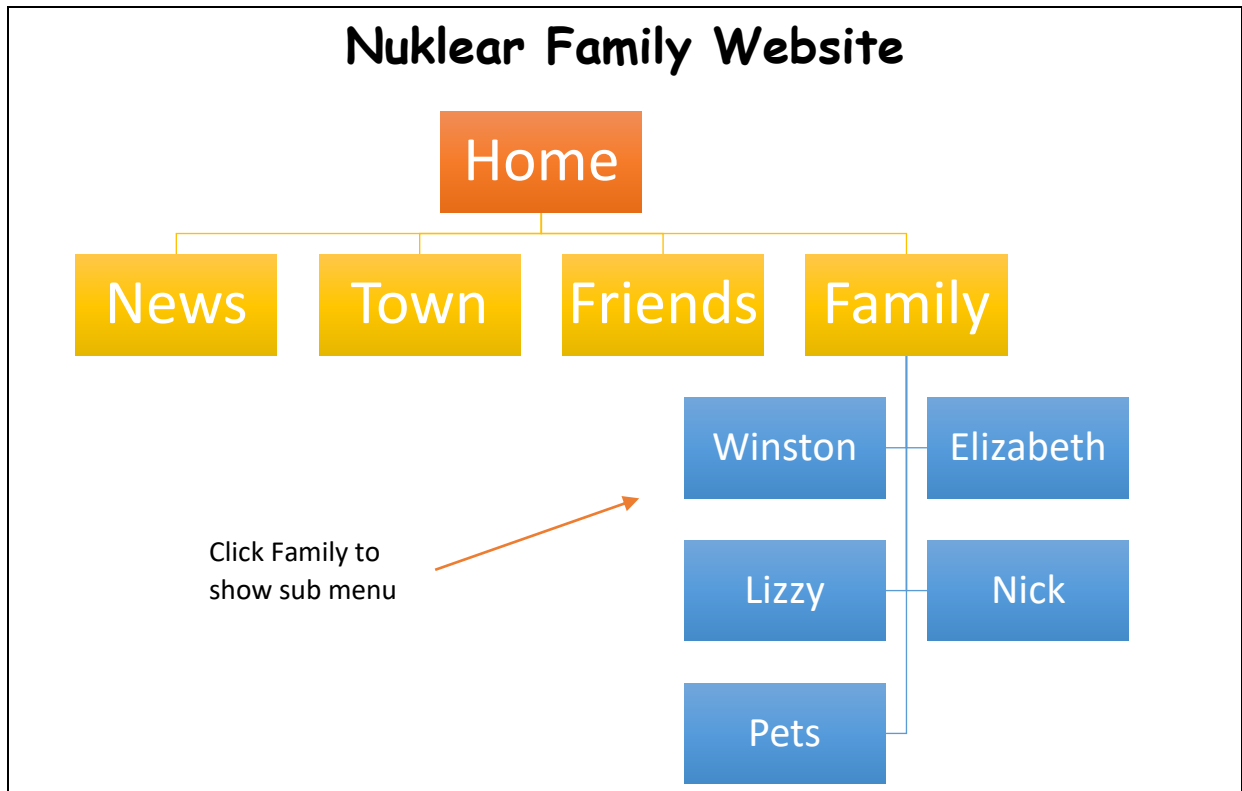 Nuklear Family Website
Home
News
Town
Friends
Family
Winston
Elizabeth
Click Family to
show sub menu
Lizzy
Nick
Pets